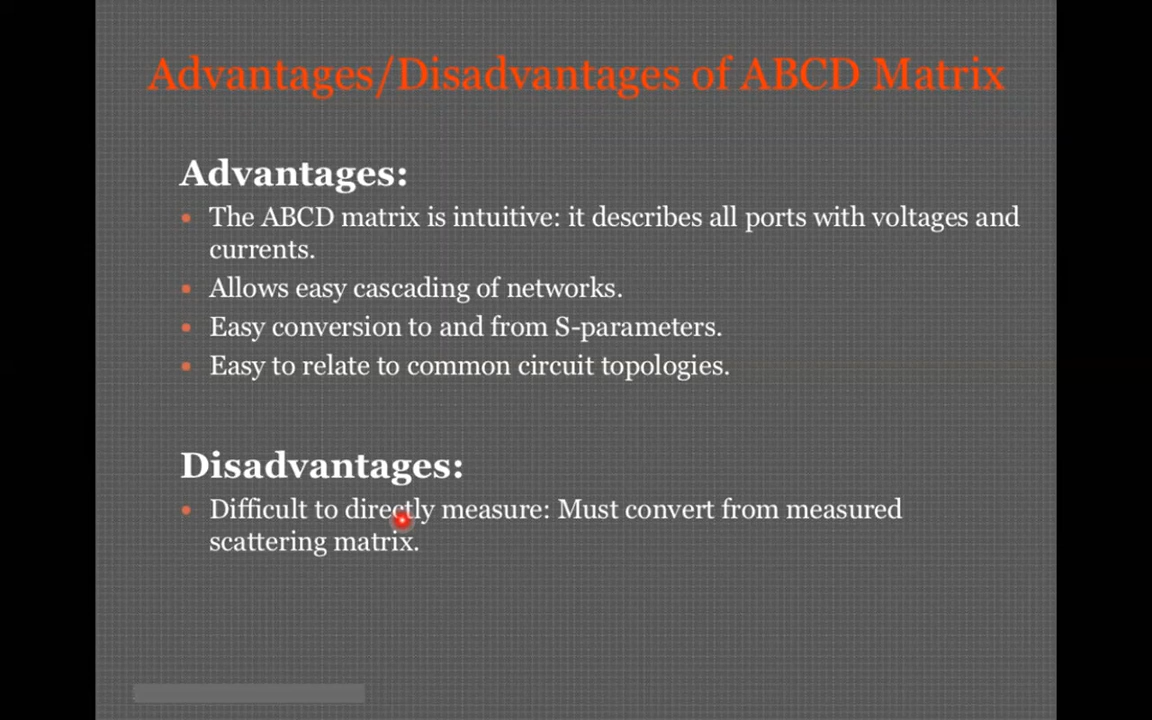 Advantages/Disadvantages of ABCD Matrix
Advantages:
• The ABCD matrix is intuitive: it describes all ports with voltages and
currents.
• Allows easy cascading of networks.
• Easy conversion to and from S-parameters.
• Easy to relate to common circuit topologies.
Disadvantages:
• Difficult to directly measure: Must convert from measured
scattering matrix.